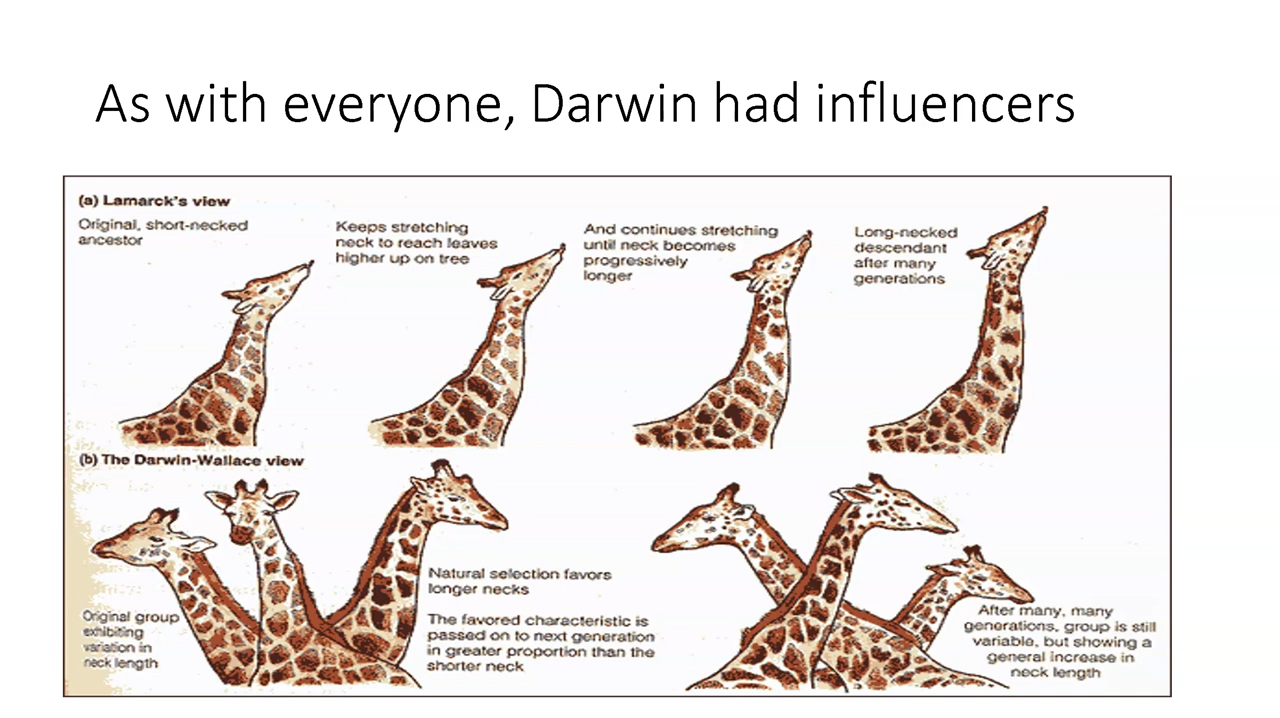 As with everyone, Darwin had influencers
(a) Lamarck's view
Original, short-necked
ancestor
Keeps stretching
neck to reach leaves
higher up on tree
And continues stretching
until neck becomes
progressively
longer
Long-necked
descendant
after many
generations
(b) The Darwin-Wallace view
Original group
exhibiting
variation in
neck length
Natural selection favors
longer necks
The favored characteristic is
passed on to next generation
in greater proportion than the
shorter neck
After many, many
generations, group is still
variable, but showing a
general increase in
neck length